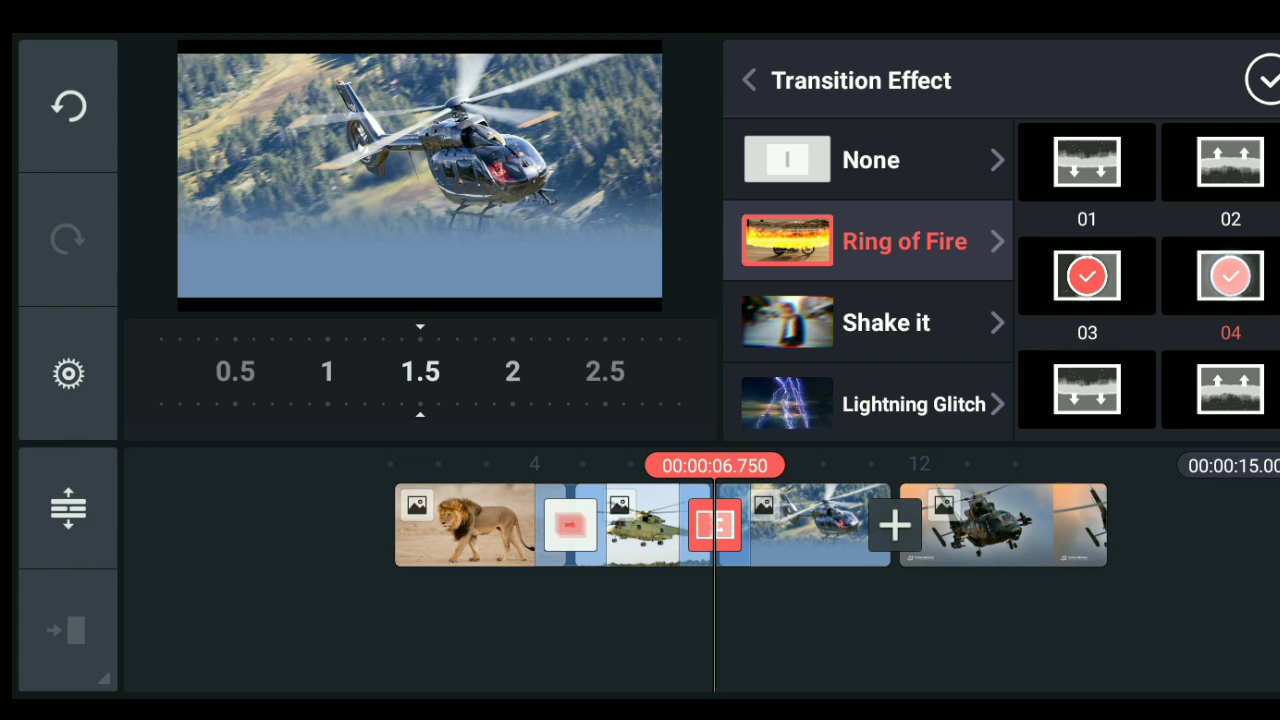 Transition Effect
None
01
02
Ring of Fire
03
04
Shake it
Lightning Glitch
0.5 1 1.5 2 2.5
4
00:00:06.750
12
00:00:15.00